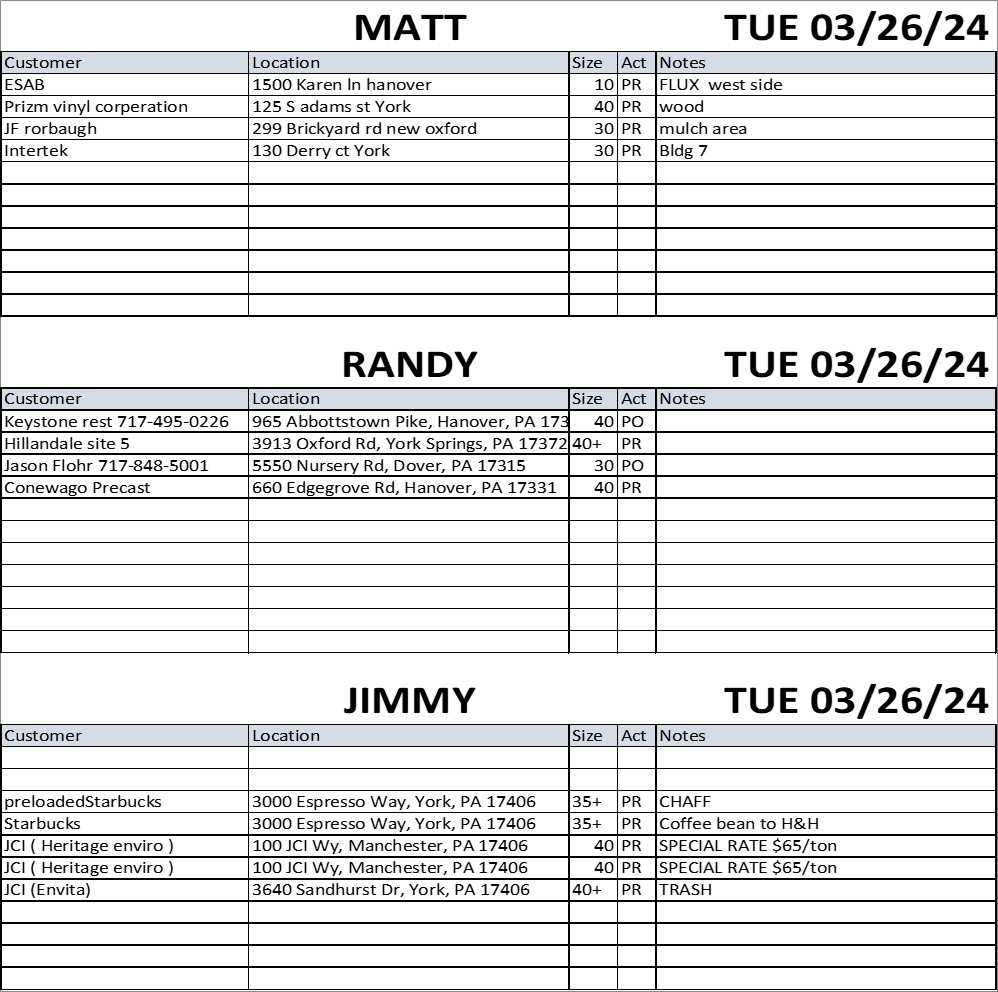 MATT TUE 03/26/24
Customer Location Size Act Notes
ESAB 1500 Karen ln hanover 10 PR FLUX  west side
Prizm vinyl corperation 125 S adams st York 40 PR wood
JF rorbaugh 299 Brickyard rd new oxford 30 PR mulch area
Intertek 130 Derry ct York 30 PR Bldg 7
RANDY TUE 03/26/24
Customer Location Size Act Notes
Keystone rest 717-495-0226 965 Abbottstown Pike, Hanover, PA 173 40 PO
Hillandale site 5 3913 Oxford Rd, York Springs, PA 17372 40+ PR
Jason Flohr 717-848-5001 5550 Nursery Rd, Dover, PA 17315 30 PO
Conewago Precast 660 Edgegrove Rd, Hanover, PA 17331 40 PR
JIMMY TUE 03/26/24
Customer Location Size Act Notes
preloadedStarbucks 3000 Espresso Way, York, PA 17406 35+ PR CHAFF
Starbucks 3000 Espresso Way, York, PA 17406 35+ PR Coffee bean to H&H
JCI ( Heritage enviro ) 100 JCI Wy, Manchester, PA 17406 40 PR SPECIAL RATE $65/ton
JCI ( Heritage enviro ) 100 JCI Wy, Manchester, PA 17406 40 PR SPECIAL RATE $65/ton
JCI (Envita) 3640 Sandhurst Dr, York, PA 17406 40+ PR TRASH